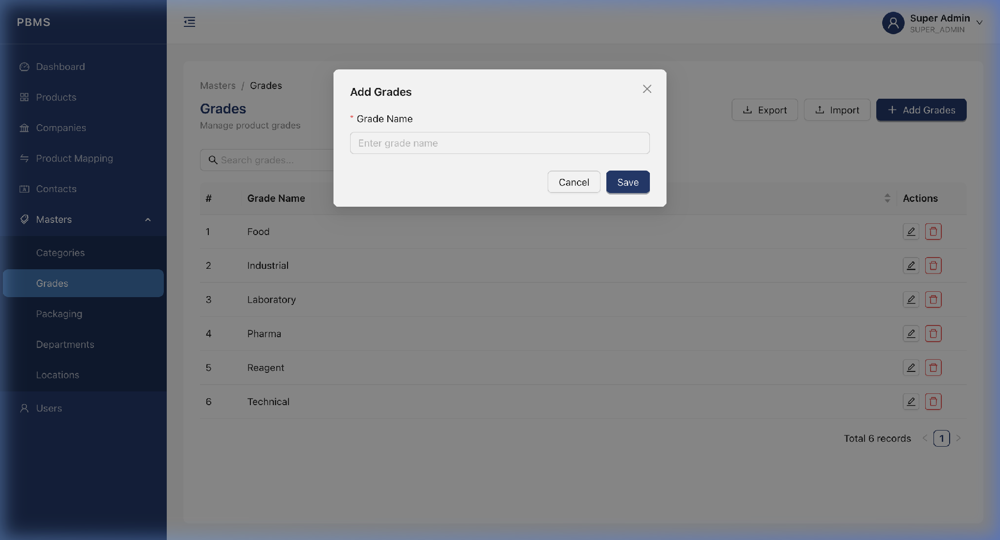 PBMS
Super Admin
SUPER_ADMIN
Dashboard
Products
Companies
Product Mapping
Contacts
Masters
Categories
Grades
Packaging
Departments
Locations
Users
Masters / Grades
Grades
Manage product grades
Export
Import
+ Add Grades
Search grades...
Add Grades
* Grade Name
Enter grade name
Cancel
Save
# Grade Name Actions
1 Food
2 Industrial
3 Laboratory
4 Pharma
5 Reagent
6 Technical
Total 6 records < 1 >